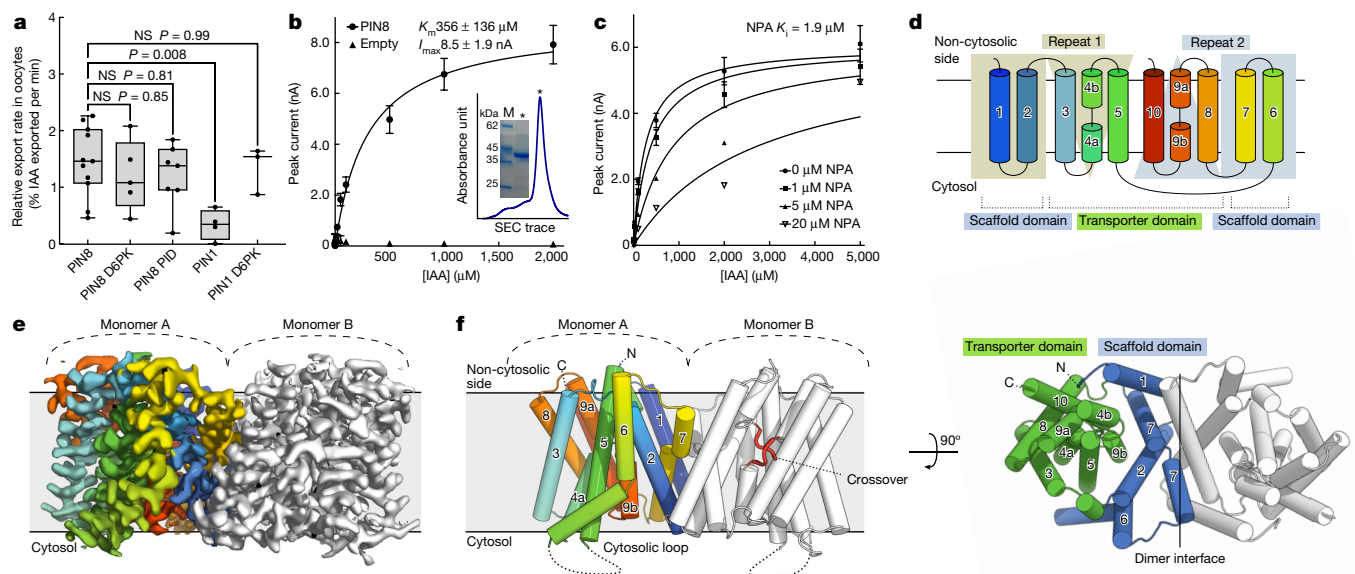 a
Relative export rate in oocytes
(% IAA exported per min)
5
4
3
2
1
0
NS P = 0.99
P = 0.008
NS P = 0.81
NS P = 0.85
PIN8
PIN8 D6PK
PIN8 PID
PIN1
PIN1 D6PK
b
Peak current (nA)
8.0
6.0
4.0
2.0
0
PIN8
Empty
Km 356 ± 136 μM
Imax 8.5 ± 1.9 nA
500
1,000
2,000
[IAA] (μM)
Absorbance unit
kDa M *
62
45
35
25
*
SEC trace
c
NPA Ki = 1.9 μM
Peak current (nA)
6.0
4.0
2.0
0
0 μM NPA
1 μM NPA
5 μM NPA
20 μM NPA
0
1,000
2,000
3,000
4,000
5,000
[IAA] (μM)
d
Non-cytosolic
side
Repeat 1
Repeat 2
1
2
3
4b
4a
5
10
9a
9b
8
7
6
Cytosol
Scaffold domain
Transporter domain
Scaffold domain
e
Monomer A
Monomer B
Cytosol
f
Monomer A
Monomer B
Non-cytosolic
side
C
N
8
9a
3
5
6
1
7
2
4a
9b
Crossover
Cytosol
Cytosolic loop
90°
Transporter domain
Scaffold domain
N
C
1
10
4b
8
9a
7
4a
9b
3
5
2
7
6
Dimer interface